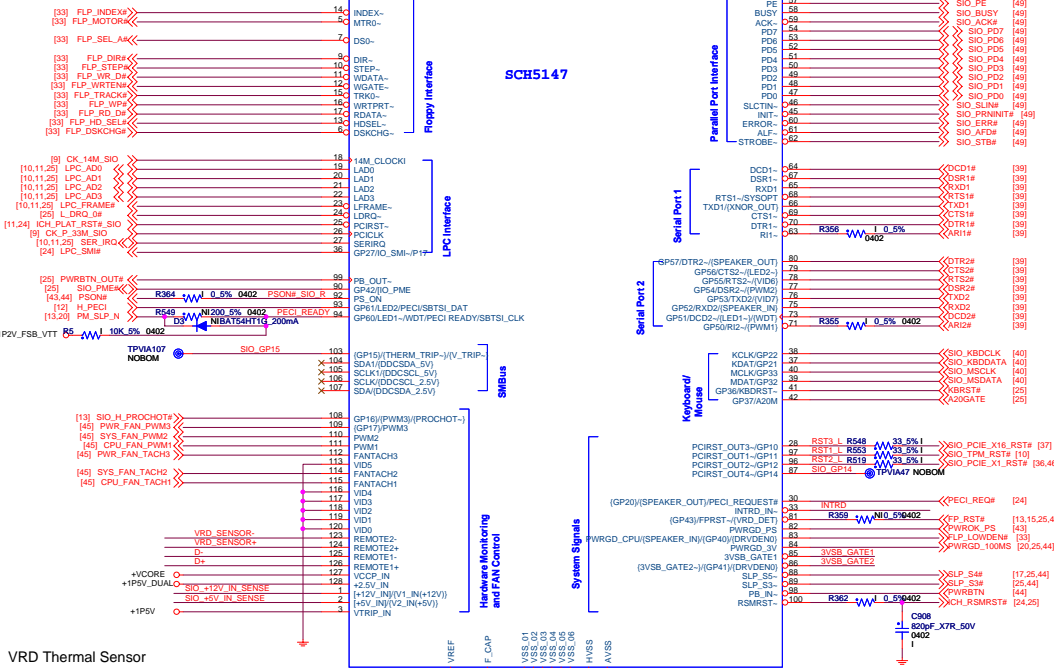 SCH5147
[33] FLP_INDEX# 14 INDEX~
[33] FLP_MOTOR# 5 MTR0~
[33] FLP_SEL_A# 7 DS0~
[33] FLP_DIR# 9 DIR~
[33] FLP_STEP# 10 STEP~
[33] FLP_WR_D# 11 WDATA~
[33] FLP_WRTEN# 12 WGATE~
[33] FLP_TRACK# 15 TRK0~
[33] FLP_WP# 16 WRTPRT~
[33] FLP_RD_D# 17 RDATA~
[33] FLP_HD_SEL# 13 HDSEL~
[33] FLP_DSKCHG# 6 DSKCHG~
Floppy Interface
[9] CK_14M_SIO 18 14M_CLOCKI
[10,11,25] LPC_AD0 19 LAD0
[10,11,25] LPC_AD1 20 LAD1
[10,11,25] LPC_AD2 21 LAD2
[10,11,25] LPC_AD3 22 LAD3
[10,11,25] LPC_FRAME# 23 LFRAME~
[25] L_DRQ_0# 24 LDRQ~
[11,24] ICH_PLAT_RST#_SIO 25 PCIRST~
[9] CK_P_33M_SIO 26 PCICLK
[10,11,25] SER_IRQ 27 SERIRQ
[24] LPC_SMI# 36 GP27/IO_SMI~/P17
LPC Interface
[25] PWRBTN_OUT# 99 PB_OUT~
[25] SIO_PME# 90 GP42/IO_PME
[43,44] PSON# R364 I 0_5% 0402 PSON#_SIO_R 92 PS_ON
[12] H_PECI 93 GP61/LED2/PECI/SBTSI_DAT
[13,20] PM_SLP_N R549 NI200_5% 0402 PECI_READY 94 GP60/LED1~/WDT/PECI READY/SBTSI_CLK
D3 NIBAT54HT1G_200mA
1P2V_FSB_VTT R5 I 10K_5% 0402
TPVIA107 SIO_GP15 103 (GP15)/(THERM_TRIP~)/(V_TRIP~)
NOBOM
104 SDA1/(DDCSDA_5V)
105 SCLK1/(DDCSCL_5V)
106 SCLK/(DDCSCL_2.5V)
107 SDA/(DDCSDA_2.5V)
SMBus
[13] SIO_H_PROCHOT# 108 GP16)/(PWM3)/(PROCHOT~)
[45] PWR_FAN_PWM3 109 (GP17)/PWM3
[45] SYS_FAN_PWM2 110 PWM2
[45] CPU_FAN_PWM1 111 PWM1
[45] PWR_FAN_TACH3 112 FANTACH3
113 VID5
[45] SYS_FAN_TACH2 114 FANTACH2
[45] CPU_FAN_TACH1 115 FANTACH1
116 VID4
117 VID3
118 VID2
119 VID1
120 VID0
VRD_SENSOR- 123 REMOTE2-
VRD_SENSOR+ 124 REMOTE2+
D- 125 REMOTE1-
D+ 126 REMOTE1+
+VCORE 127 VCCP_IN
+1P5V_DUAL 128 +2.5V_IN
SIO_+12V_IN_SENSE 1 [+12V_IN]/(V1_IN(+12V))
SIO_+5V_IN_SENSE 2 [+5V_IN]/(V2_IN(+5V))
+1P5V 3 VTRIP_IN
Hardware Monitoring
and FAN Control
PE 57 SIO_PE [49]
BUSY 58 SIO_BUSY [49]
ACK~ 59 SIO_ACK# [49]
PD7 54 SIO_PD7 [49]
PD6 53 SIO_PD6 [49]
PD5 52 SIO_PD5 [49]
PD4 51 SIO_PD4 [49]
PD3 50 SIO_PD3 [49]
PD2 49 SIO_PD2 [49]
PD1 48 SIO_PD1 [49]
PD0 47 SIO_PD0 [49]
SLCTIN~ 46 SIO_SLIN# [49]
INIT~ 45 SIO_PRNINIT# [49]
ERROR~ 60 SIO_ERR# [49]
ALF~ 61 SIO_AFD# [49]
STROBE~ 62 SIO_STB# [49]
Parallel Port Interface
DCD1~ 64 DCD1# [39]
DSR1~ 67 DSR1# [39]
RXD1 65 RXD1 [39]
RTS1~/SYSOPT 68 RTS1# [39]
TXD1/(XNOR_OUT) 66 TXD1 [39]
CTS1~ 69 CTS1# [39]
DTR1~ 70 DTR1# [39]
RI1~ 63 R356 I 0_5% 0402 ARI1# [39]
Serial Port 1
GP57/DTR2~/(SPEAKER_OUT) 80 DTR2# [39]
GP56/CTS2~/(LED2~) 79 CTS2# [39]
GP55/RTS2~/(VID6) 78 RTS2# [39]
GP54/DSR2~/(PWM2) 77 DSR2# [39]
GP53/TXD2/(VID7) 76 TXD2 [39]
GP52/RXD2/(SPEAKER_IN) 75 RXD2 [39]
GP51/DCD2~/(LED1~)/(WDT) 73 DCD2# [39]
GP50/RI2~/(PWM1) 71 R355 I 0_5% 0402 ARI2# [39]
Serial Port 2
KCLK/GP22 38 SIO_KBDCLK [40]
KDAT/GP21 37 SIO_KBDDATA [40]
MCLK/GP33 40 SIO_MSCLK [40]
MDAT/GP32 39 SIO_MSDATA [40]
GP36/KBDRST~ 41 KBRST# [25]
GP37/A20M 42 A20GATE [25]
Keyboard/
Mouse
PCIRST_OUT3~/GP10 28 RST3_L R548 33_5% I SIO_PCIE_X16_RST# [37]
PCIRST_OUT1~/GP11 97 RST1_L R553 33_5% I SIO_TPM_RST# [10]
PCIRST_OUT2~/GP12 96 RST2_L R519 33_5% I SIO_PCIE_X1_RST# [36,46
PCIRST_OUT4~/GP14 87 SIO_GP14 TPVIA47 NOBOM
(GP20)/(SPEAKER_OUT)/PECI_REQUEST# 30 PECI_REQ# [24]
INTRD_IN~ 33 INTRD
(GP43)/FPRST~/(VRD_DET) 81 R359 NI0_5%0402 FP_RST# [13,15,25,4
PWRGD_PS 82 PWROK_PS [43]
PWRGD_CPU/(SPEAKER_IN)/(GP40)/(DRVDEN0) 83 FLP_LOWDEN# [33]
PWRGD_3V 84 PWRGD_100MS [20,25,44
3VSB_GATE1 85 3VSB_GATE1
(3VSB_GATE2~)/(GP41)/(DRVDEN0) 86 3VSB_GATE2
SLP_S5~ 88 SLP_S4# [17,25,44]
SLP_S3~ 89 SLP_S3# [25,44]
PB_IN~ 98 PWRBTN [44]
RSMRST~ 100 R362 I 0_5%0402 ICH_RSMRST# [24,25]
System Signals
C908
820pF_X7R_50V
0402
I
VREF
F_CAP
VSS_01
VSS_02
VSS_03
VSS_04
VSS_05
VSS_06
HVSS
AVSS
VRD Thermal Sensor